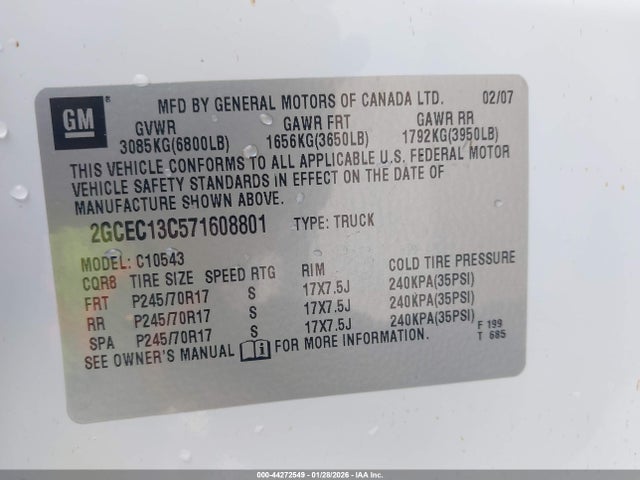 GM ® MFD BY GENERAL MOTORS OF CANADA LTD. 02/07
GVWR GAWR FRT GAWR RR
3085KG(6800LB) 1656KG(3650LB) 1792KG(3950LB)
THIS VEHICLE CONFORMS TO ALL APPLICABLE U.S. FEDERAL MOTOR
VEHICLE SAFETY STANDARDS IN EFFECT ON THE DATE OF
MANUFACTURE SHOWN ABOVE.
2GCEC13C571608801 TYPE: TRUCK
MODEL: C10543
CQR8 TIRE SIZE SPEED RTG RIM COLD TIRE PRESSURE
FRT P245/70R17 S 17X7.5J 240KPA(35PSI)
RR P245/70R17 S 17X7.5J 240KPA(35PSI)
SPA P245/70R17 S 17X7.5J 240KPA(35PSI)
SEE OWNER'S MANUAL i FOR MORE INFORMATION.
F 199
T 685
000-44272549 | 01/28/2026 - IAA Inc.